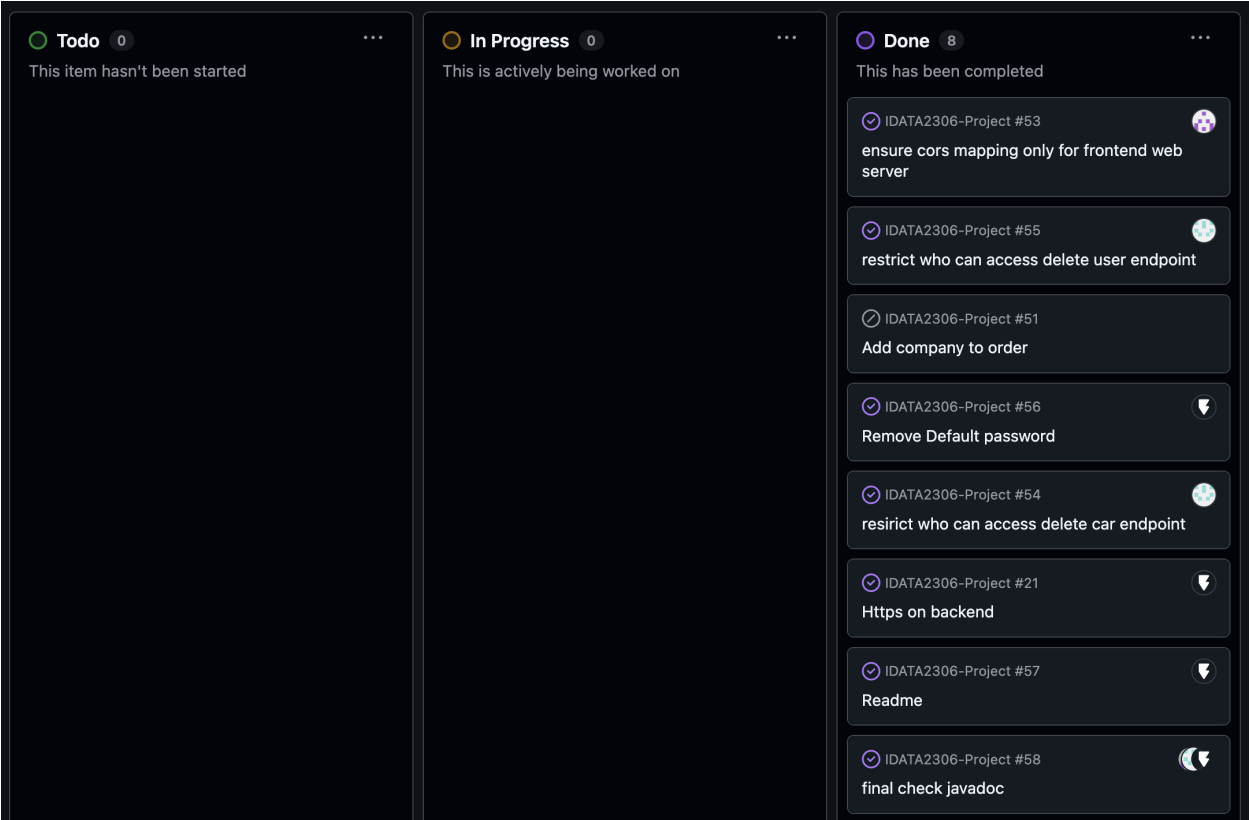 Todo 0
This item hasn't been started
In Progress 0
This is actively being worked on
Done 8
This has been completed
IDATA2306-Project #53
ensure cors mapping only for frontend web
server
IDATA2306-Project #55
restrict who can access delete user endpoint
IDATA2306-Project #51
Add company to order
IDATA2306-Project #56
Remove Default password
IDATA2306-Project #54
resirict who can access delete car endpoint
IDATA2306-Project #21
Https on backend
IDATA2306-Project #57
Readme
IDATA2306-Project #58
final check javadoc